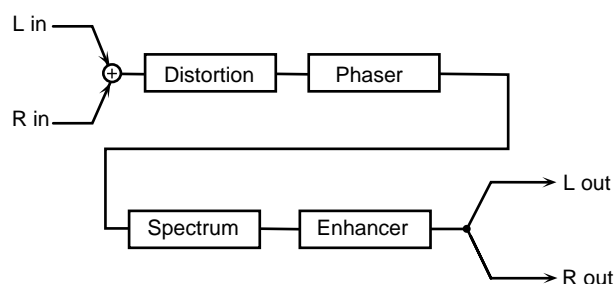 L in
+
Distortion
Phaser
R in
L out
Spectrum
Enhancer
R out